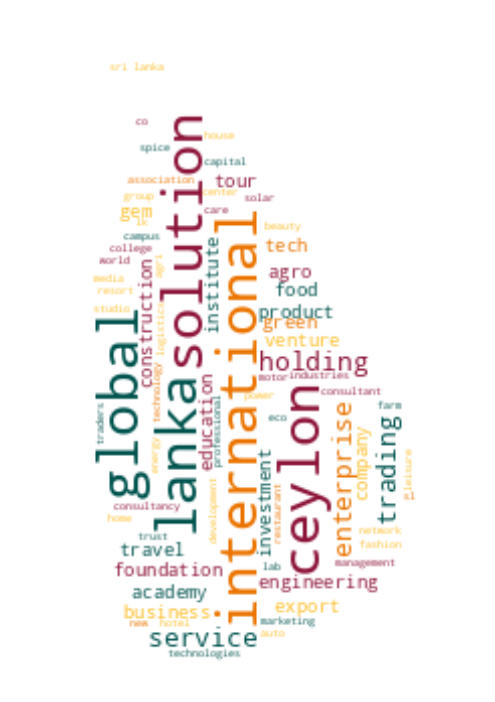 sri lanka
co
solution
house
spice
capital
association
tour
group
center
solar
gem
care
lk
international
beauty
campus
institute
tech
college
world
construction
agri
agro
media
resort
food
studio
product
global
logistics
green
venture
lanka
holding
technology
education
motor
industries
ceylon
consultant
power
professional
traders
enterprise
eco
farm
trading
company
energy
investment
leisure
development
restaurant
consultancy
home
network
trust
fashion
travel
foundation
lab
management
engineering
academy
business
export
new
hotel
marketing
service
auto
technologies